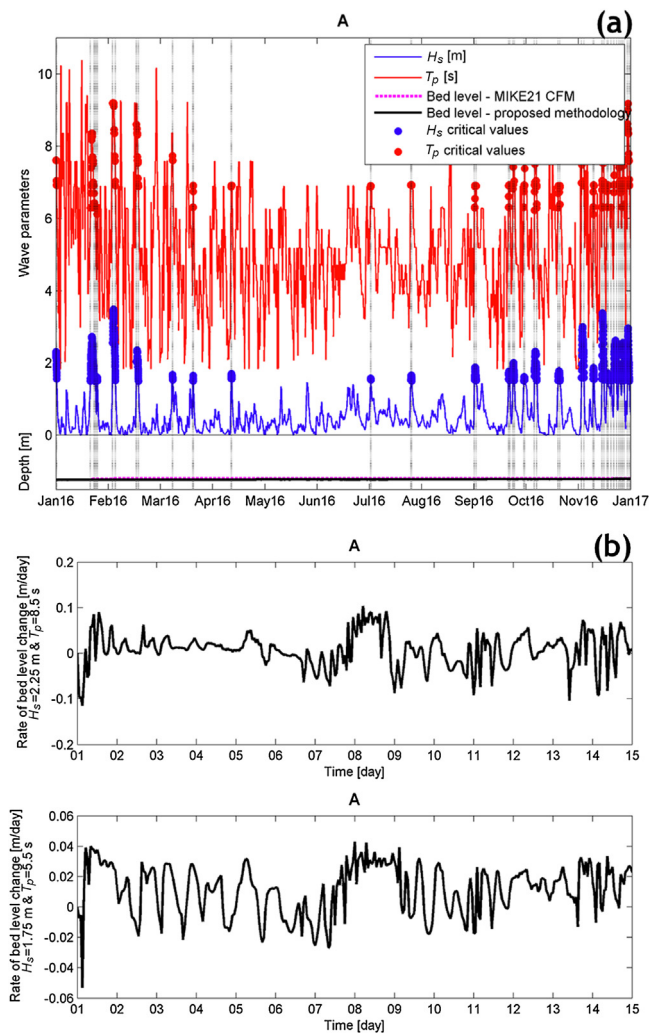 A
(a)
Hs [m]
Tp [s]
Bed level - MIKE21 CFM
Bed level - proposed methodology
Hs critical values
Tp critical values
Wave parameters
Depth [m]
10
8
6
4
2
0
Jan16 Feb16 Mar16 Apr16 May16 Jun16 Jul16 Aug16 Sep16 Oct16 Nov16 Jan17
A
(b)
Rate of bed level change [m/day]
Hs=2.25 m & Tp=8.5 s
0.2
0.1
0
-0.1
-0.2
01 02 03 04 05 06 07 08 09 10 11 12 13 14 15
Time [day]
A
Rate of bed level change [m/day]
Hs=1.75 m & Tp=5.5 s
0.06
0.04
0.02
0
-0.02
-0.04
-0.06
01 02 03 04 05 06 07 08 09 10 11 12 13 14 15
Time [day]